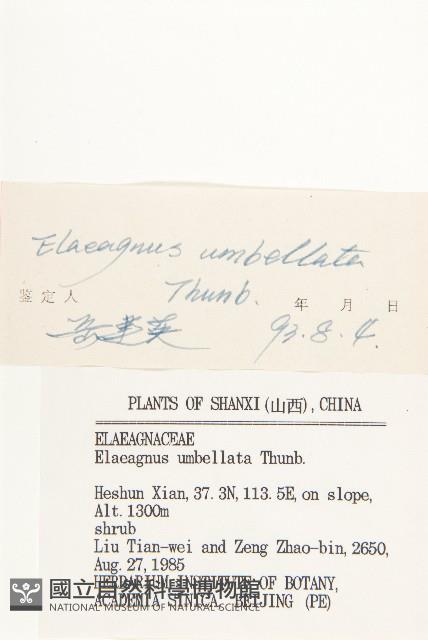 Elaeagnus umbellata
Thunb.
鉴定人 年 月 日
93.8.4.
PLANTS OF SHANXI(山西), CHINA
ELAEAGNACEAE
Elaeagnus umbellata Thunb.
Heshun Xian, 37.3N, 113.5E, on slope,
Alt. 1300m
shrub
Liu Tian-wei and Zeng Zhao-bin, 2650,
Aug. 27, 1985
HERBARIUM INSTITUTE OF BOTANY,
ACADEMIA SINICA, BEIJING (PE)
國立自然科學博物館
NATIONAL MUSEUM OF NATURAL SCIENCE